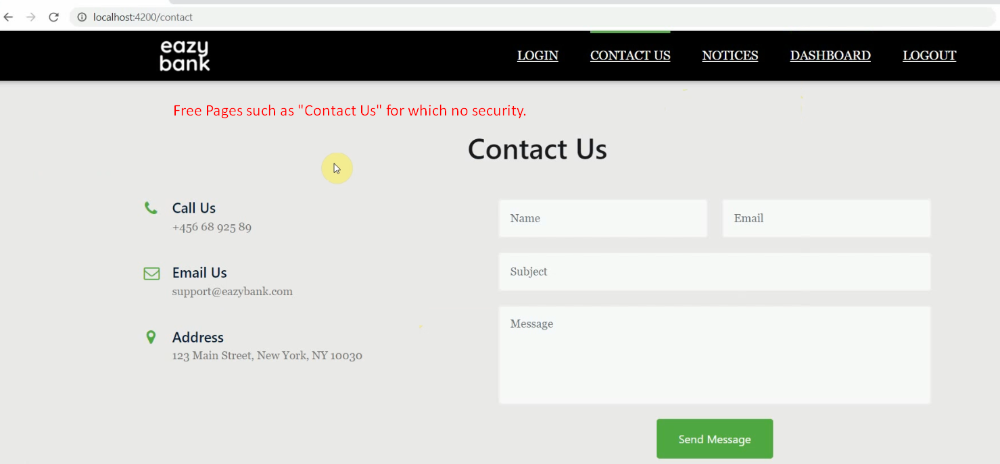 localhost:4200/contact
eazy
bank
LOGIN CONTACT US NOTICES DASHBOARD LOGOUT
Free Pages such as "Contact Us" for which no security.
Contact Us
Call Us
+456 68 925 89
Email Us
support@eazybank.com
Address
123 Main Street, New York, NY 10030
Name Email
Subject
Message
Send Message